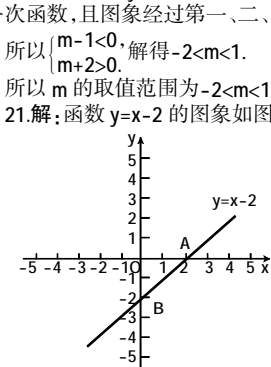 次函数,且图象经过第一、二、
所以{m-1<0, m+2>0. 解得-2<m<1.
所以 m 的取值范围为-2<m<1
21.解:函数 y=x-2 的图象如图
y
5
4
3
2
1
y=x-2
A
-5 -4 -3 -2 -1O 1 2 3 4 5 x
-1
-2
B
-3
-4
-5